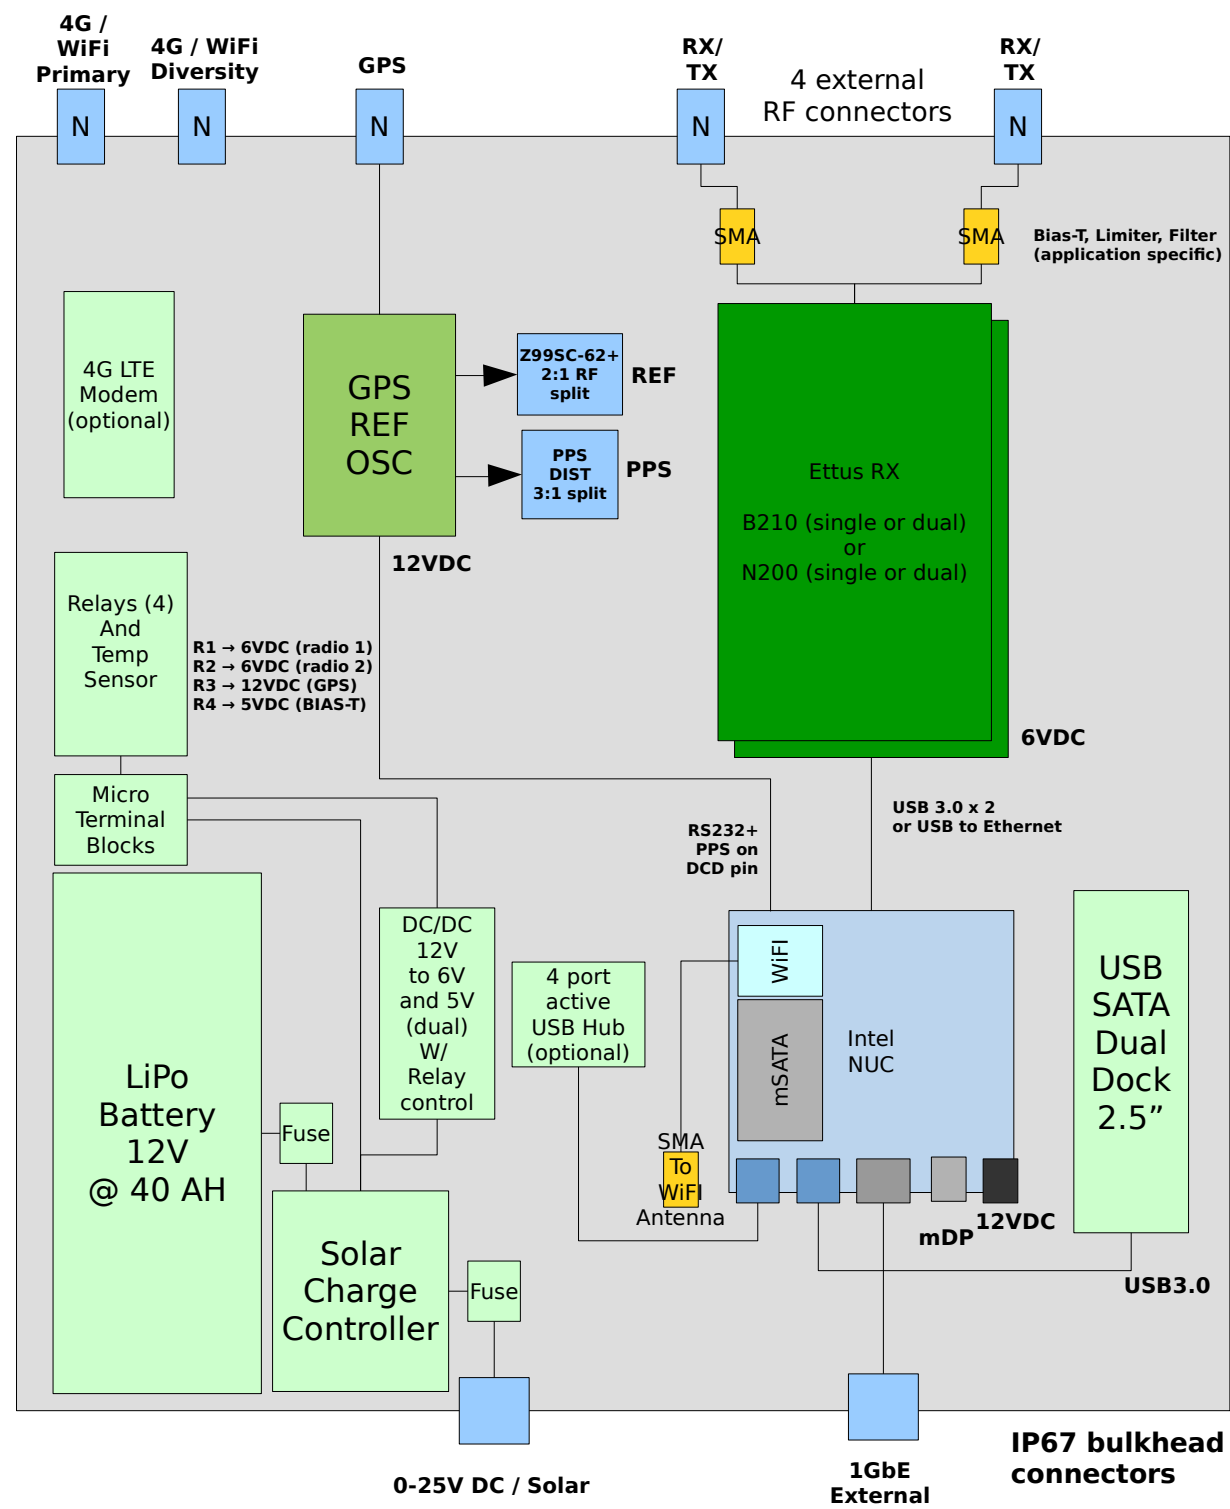 4G /
WiFi
Primary
4G / WiFi
Diversity
GPS
RX/
TX
4 external
RF connectors
RX/
TX
N
N
N
N
N
SMA
SMA
Bias-T, Limiter, Filter
(application specific)
4G LTE
Modem
(optional)
GPS
REF
OSC
Z99SC-62+
2:1 RF
split
REF
PPS
DIST
3:1 split
PPS
12VDC
Ettus RX
B210 (single or dual)
or
N200 (single or dual)
6VDC
Relays (4)
And
Temp
Sensor
R1 → 6VDC (radio 1)
R2 → 6VDC (radio 2)
R3 → 12VDC (GPS)
R4 → 5VDC (BIAS-T)
Micro
Terminal
Blocks
RS232+
PPS on
DCD pin
USB 3.0 x 2
or USB to Ethernet
LiPo
Battery
12V
@ 40 AH
Fuse
DC/DC
12V
to 6V
and 5V
(dual)
W/
Relay
control
4 port
active
USB Hub
(optional)
WiFI
mSATA
Intel
NUC
SMA
To
WiFI
Antenna
mDP
12VDC
USB
SATA
Dual
Dock
2.5”
USB3.0
Solar
Charge
Controller
Fuse
0-25V DC / Solar
1GbE
External
IP67 bulkhead
connectors